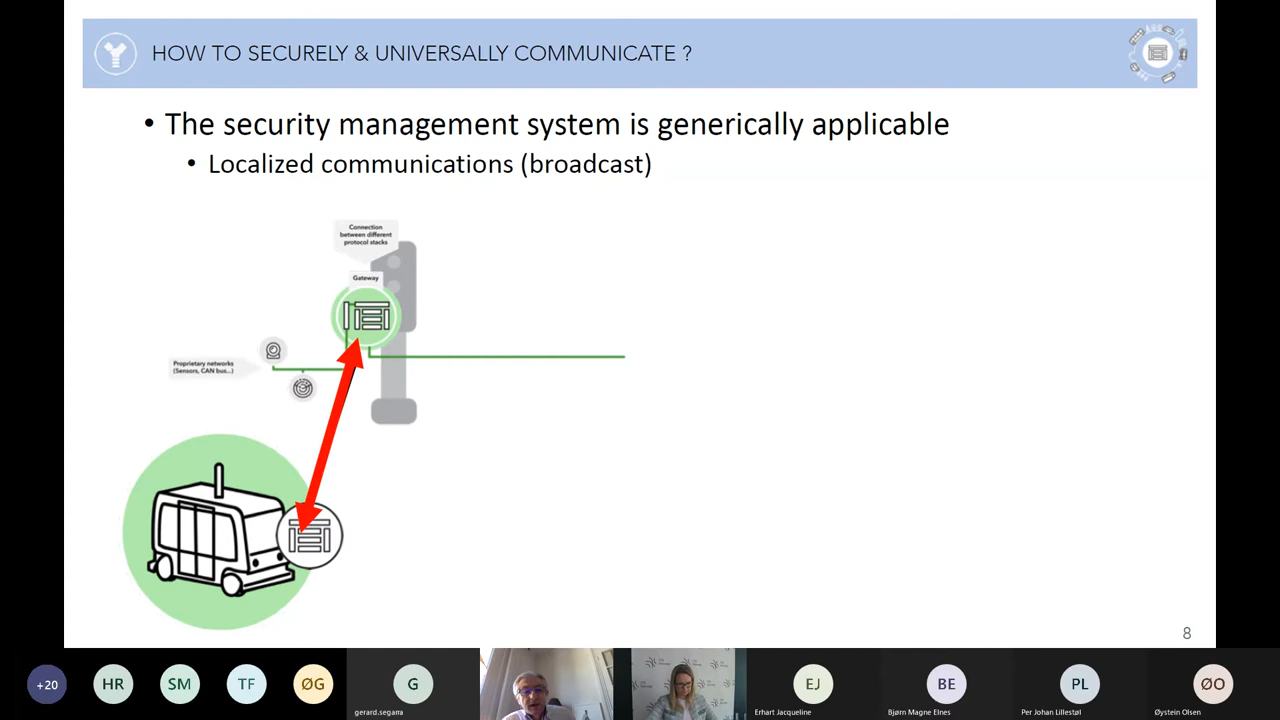 HOW TO SECURELY & UNIVERSALLY COMMUNICATE ?
• The security management system is generically applicable
• Localized communications (broadcast)
Connection
between different
protocol stacks
Gateway
Proprietary networks
(Sensors, CAN bus...)
8
+20
HR
SM
TF
ØG
G
gerard.segarra
EJ
Erhart Jacqueline
BE
Bjørn Magne Elnes
PL
Per Johan Lillestøl
ØO
Øystein Olsen